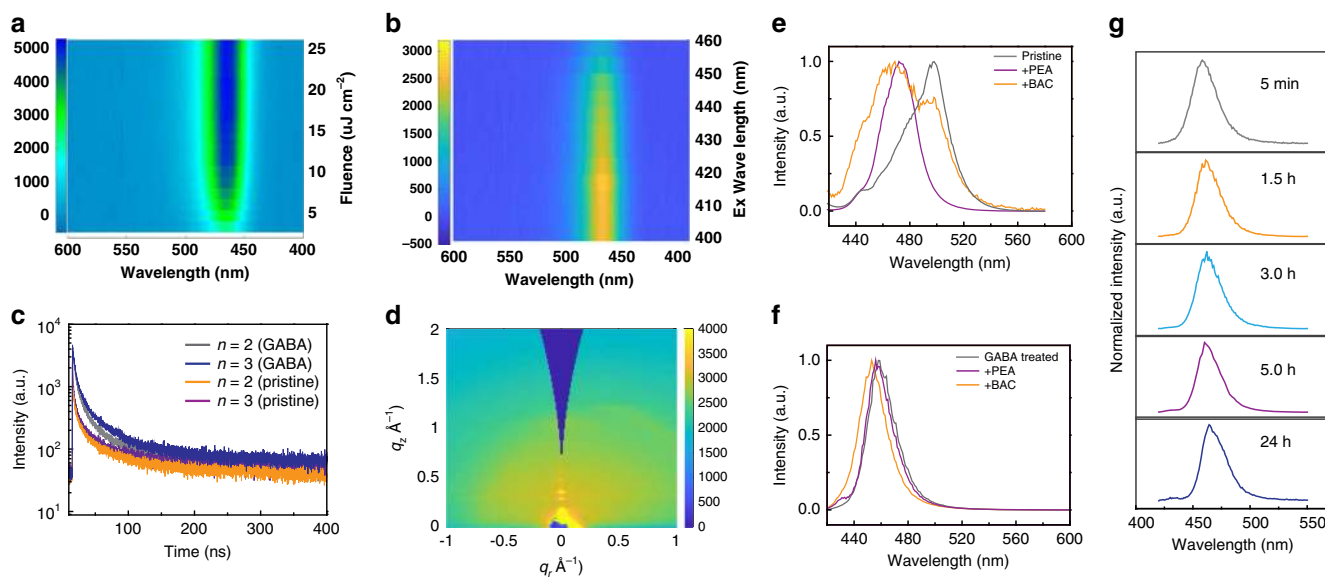 a
5000
4000
3000
2000
1000
0
25
20
15
10
5
Fluence (uJ cm⁻²)
600 550 500 450 400
Wavelength (nm)
b
3000
2500
2000
1500
1000
500
0
−500
460
450
440
430
420
410
400
Ex Wave length (nm)
600 550 500 450 400
Wavelength (nm)
c
10⁴
10³
10²
10¹
Intensity (a.u.)
n = 2 (GABA)
n = 3 (GABA)
n = 2 (pristine)
n = 3 (pristine)
100 200 300 400
Time (ns)
d
2
1.5
1
0.5
0
q_z Å⁻¹
-1 -0.5 0 0.5 1
q_r Å⁻¹
4000
3500
3000
2500
2000
1500
1000
500
0
e
1.0
0.5
0.0
Intensity (a.u.)
Pristine
+PEA
+BAC
440 480 520 560 600
Wavelength (nm)
f
1.0
0.5
0.0
Intensity (a.u.)
GABA treated
+PEA
+BAC
440 480 520 560 600
Wavelength (nm)
g
Normalized intensity (a.u.)
5 min
1.5 h
3.0 h
5.0 h
24 h
400 450 500 550
Wavelength (nm)